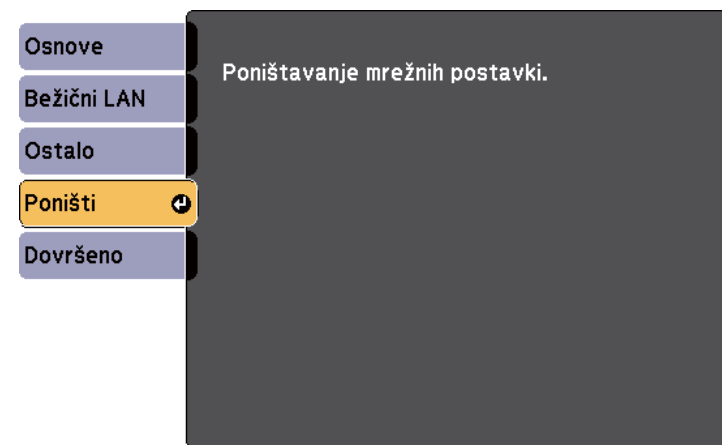 Osnove
Bežični LAN
Ostalo
Poništi
Dovršeno
Poništavanje mrežnih postavki.